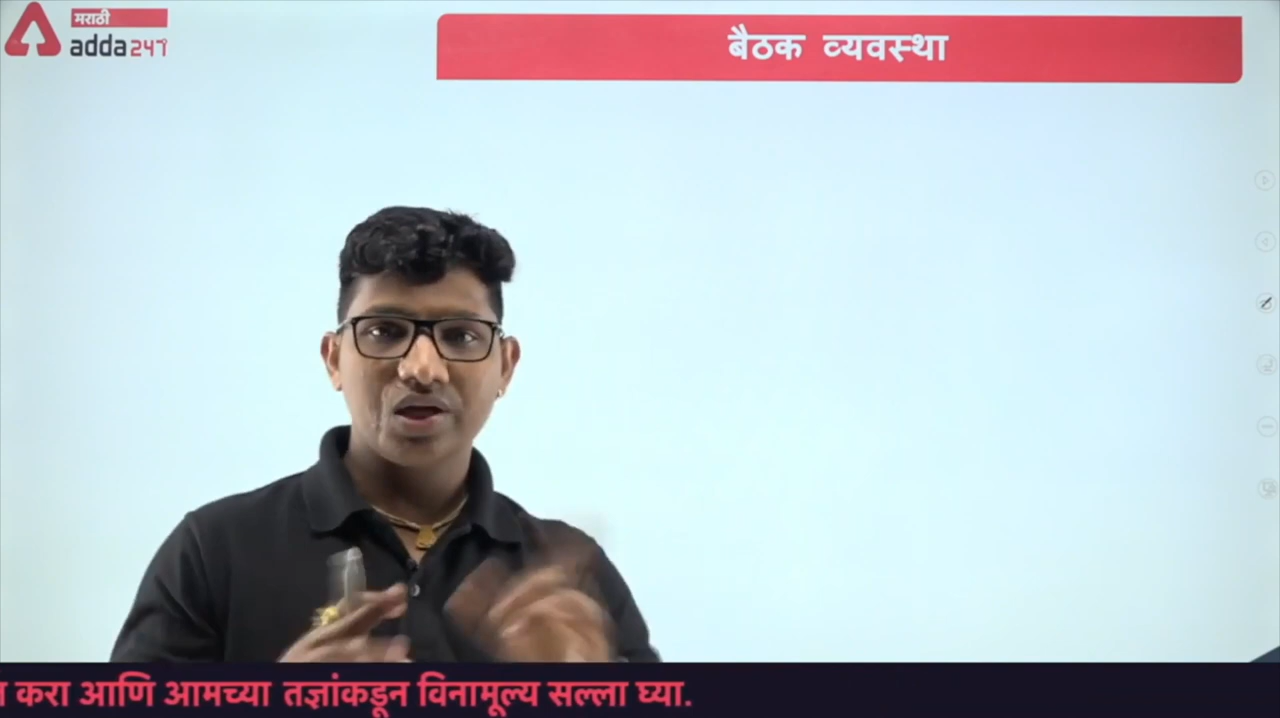 मराठी
adda247
बैठक व्यवस्था
करा आणि आमच्या तज्ञांकडून विनामूल्य सल्ला घ्या.